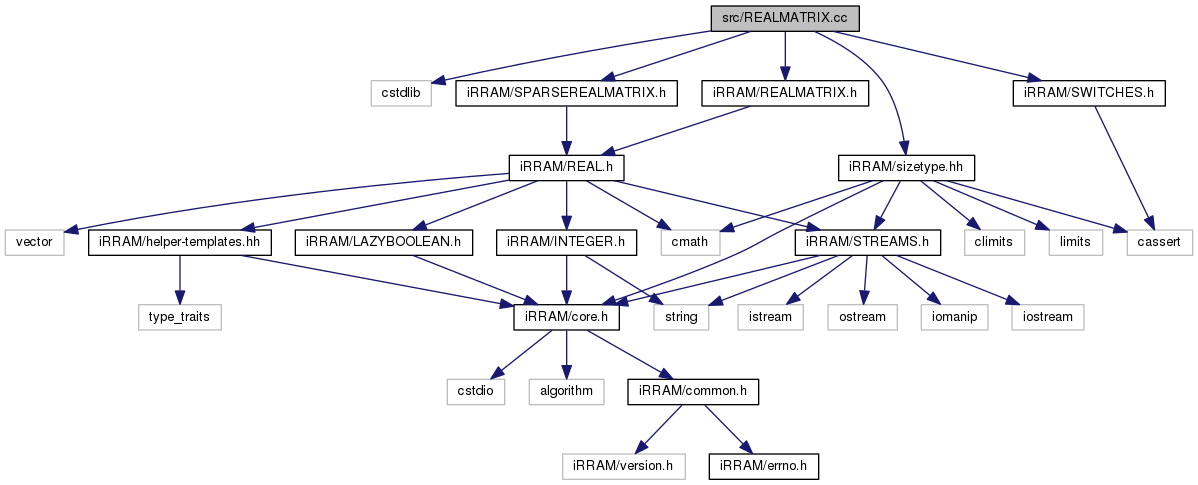 src/REALMATRIX.cc
cstdlib
iRRAM/SPARSEREALMATRIX.h
iRRAM/REALMATRIX.h
iRRAM/SWITCHES.h
iRRAM/REAL.h
iRRAM/sizetype.hh
vector
iRRAM/helper-templates.hh
iRRAM/LAZYBOOLEAN.h
iRRAM/INTEGER.h
cmath
iRRAM/STREAMS.h
climits
limits
cassert
type_traits
iRRAM/core.h
string
istream
ostream
iomanip
iostream
cstdio
algorithm
iRRAM/common.h
iRRAM/version.h
iRRAM/errno.h